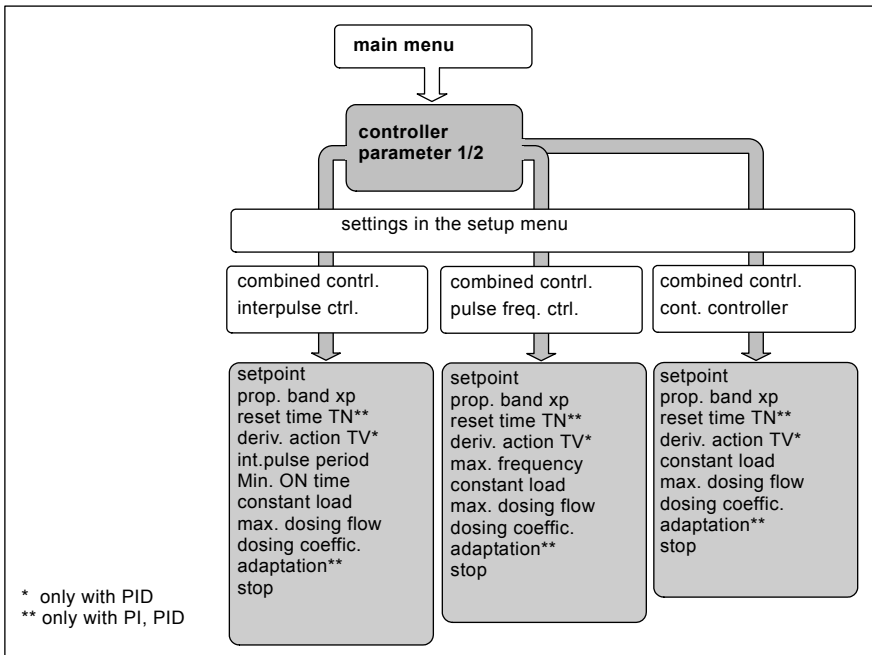 main menu
controller
parameter 1/2
settings in the setup menu
combined contrl.
interpulse ctrl.
combined contrl.
pulse freq. ctrl.
combined contrl.
cont. controller
setpoint
prop. band xp
reset time TN**
deriv. action TV*
int.pulse period
Min. ON time
constant load
max. dosing flow
dosing coeffic.
adaptation**
stop
setpoint
prop. band xp
reset time TN**
deriv. action TV*
max. frequency
constant load
max. dosing flow
dosing coeffic.
adaptation**
stop
setpoint
prop. band xp
reset time TN**
deriv. action TV*
constant load
max. dosing flow
dosing coeffic.
adaptation**
stop
* only with PID
** only with PI, PID